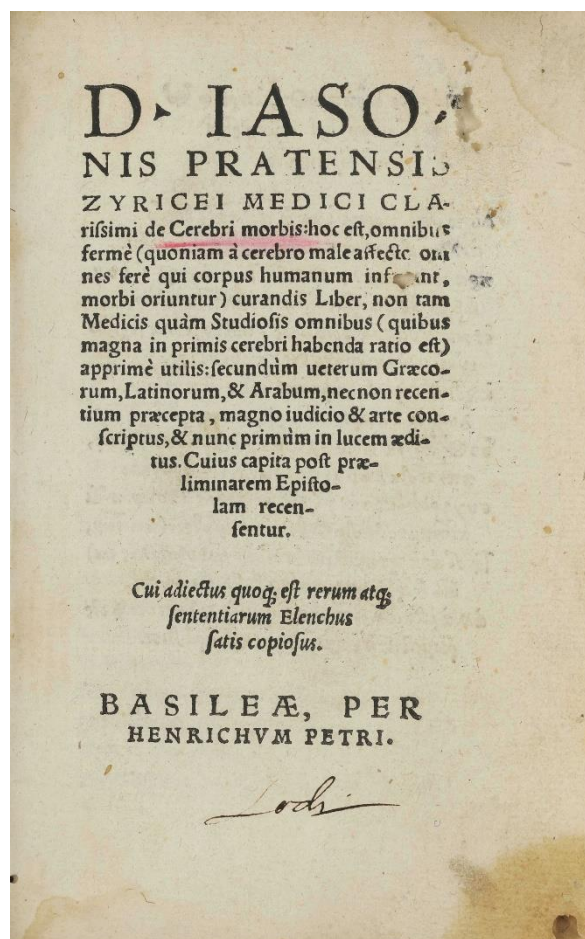 D. IASO-
NIS PRATENSIS
ZYRICEI MEDICI CLA-
riſſimi de Cerebri morbis: hoc eſt, omnibus
fermè (quoniam à cerebro male affecto om
nes ferè qui corpus humanum infeſtant,
morbi oriuntur) curandis Liber, non tam
Medicis quàm Studioſis omnibus (quibus
magna in primis cerebri habenda ratio eſt)
apprimè utilis: ſecundùm ueterum Græco-
rum, Latinorum, & Arabum, necnon recen-
tium præcepta, magno iudicio & arte con-
ſcriptus, & nunc primùm in lucem ædi-
tus. Cuius capita poſt præ-
liminarem Epiſto-
lam recen-
ſentur.
Cui adiectus quoq; eſt rerum atq;
ſententiarum Elenchus
ſatis copioſus.
BASILEÆ, PER
HENRICHVM PETRI.